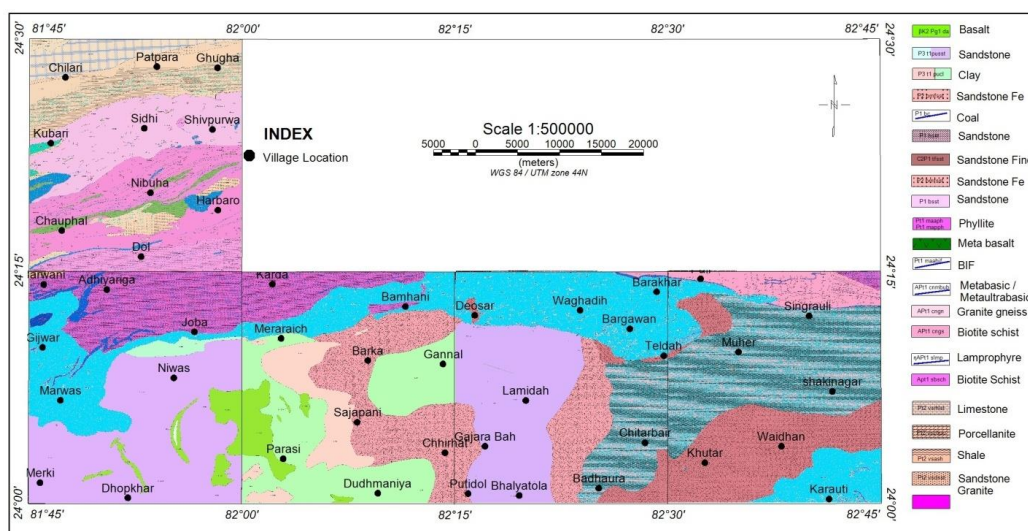 81°45' 82°00' 82°15' 82°30' 82°45'
24°30' 24°30'
Chilari
Patpara
Ghugha
Sidhi
Shivpurwa
Kubari
Nibuha
Harbaro
Chauphal
Dol
INDEX
Village Location
Scale 1:500000
5000 0 5000 10000 15000 20000
(meters)
WGS 84 / UTM zone 44N
N
24°15' 24°15'
Adhiyariga
Karda
Bamhani
Deosar
Waghadih
Barakhar
Singrauli
Joba
Meraraich
Bargawan
Gijwar
Barka
Gannal
Teldah
Muher
Niwas
Marwas
Lamidah
shakinagar
Sajapani
Parasi
Chhirhat
Gajara Bah
Chitarbair
Waidhan
Khutar
Merki
Dhopkhar
Dudhmaniya
Putidol
Bhalyatola
Badhaura
Karauti
24°00' 24°00'
81°45' 82°00' 82°15' 82°30' 82°45'
Basalt
Sandstone
Clay
Sandstone Fe
Coal
Sandstone
Sandstone Fine
Sandstone Fe
Sandstone
Phyllite
Meta basalt
BIF
Metabasic /
Metaultrabasic
Granite gneiss
Biotite schist
Lamprophyre
Biotite Schist
Limestone
Porcellanite
Shale
Sandstone
Granite